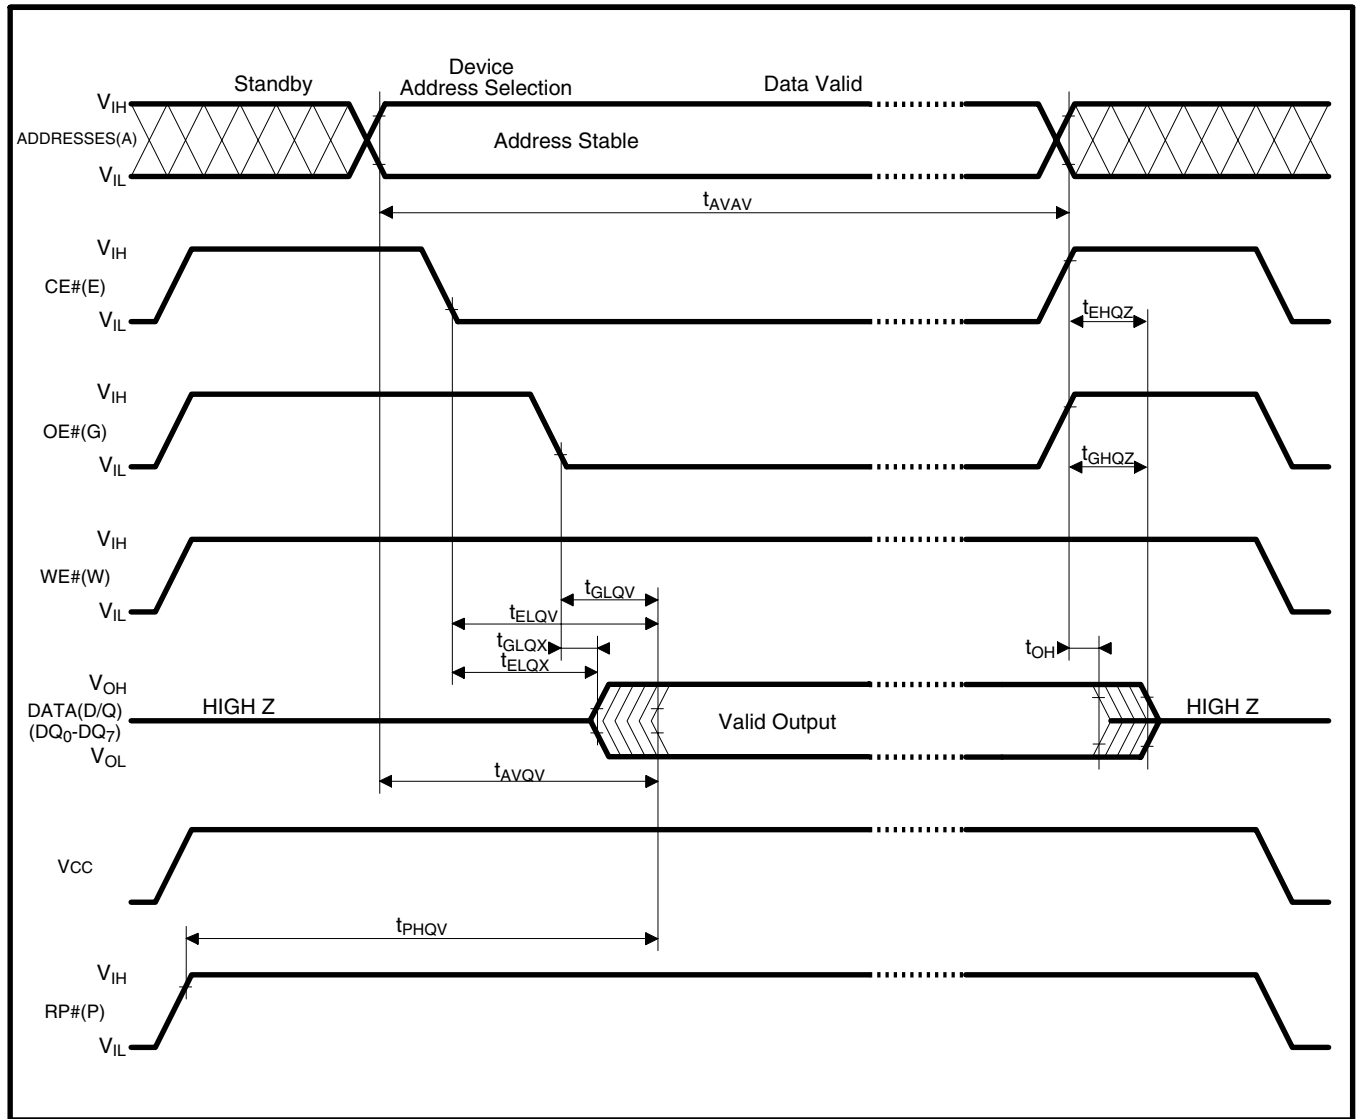 Standby
Device
Address Selection
Data Valid
VIH
ADDRESSES(A)
Address Stable
VIL
tAVAV
VIH
CE#(E)
VIL
tEHQZ
VIH
OE#(G)
VIL
tGHQZ
VIH
WE#(W)
VIL
tGLQV
tELQV
tGLQX
tELQX
tOH
VOH
DATA(D/Q)
(DQ0-DQ7)
VOL
HIGH Z
Valid Output
HIGH Z
tAVQV
VCC
tPHQV
VIH
RP#(P)
VIL